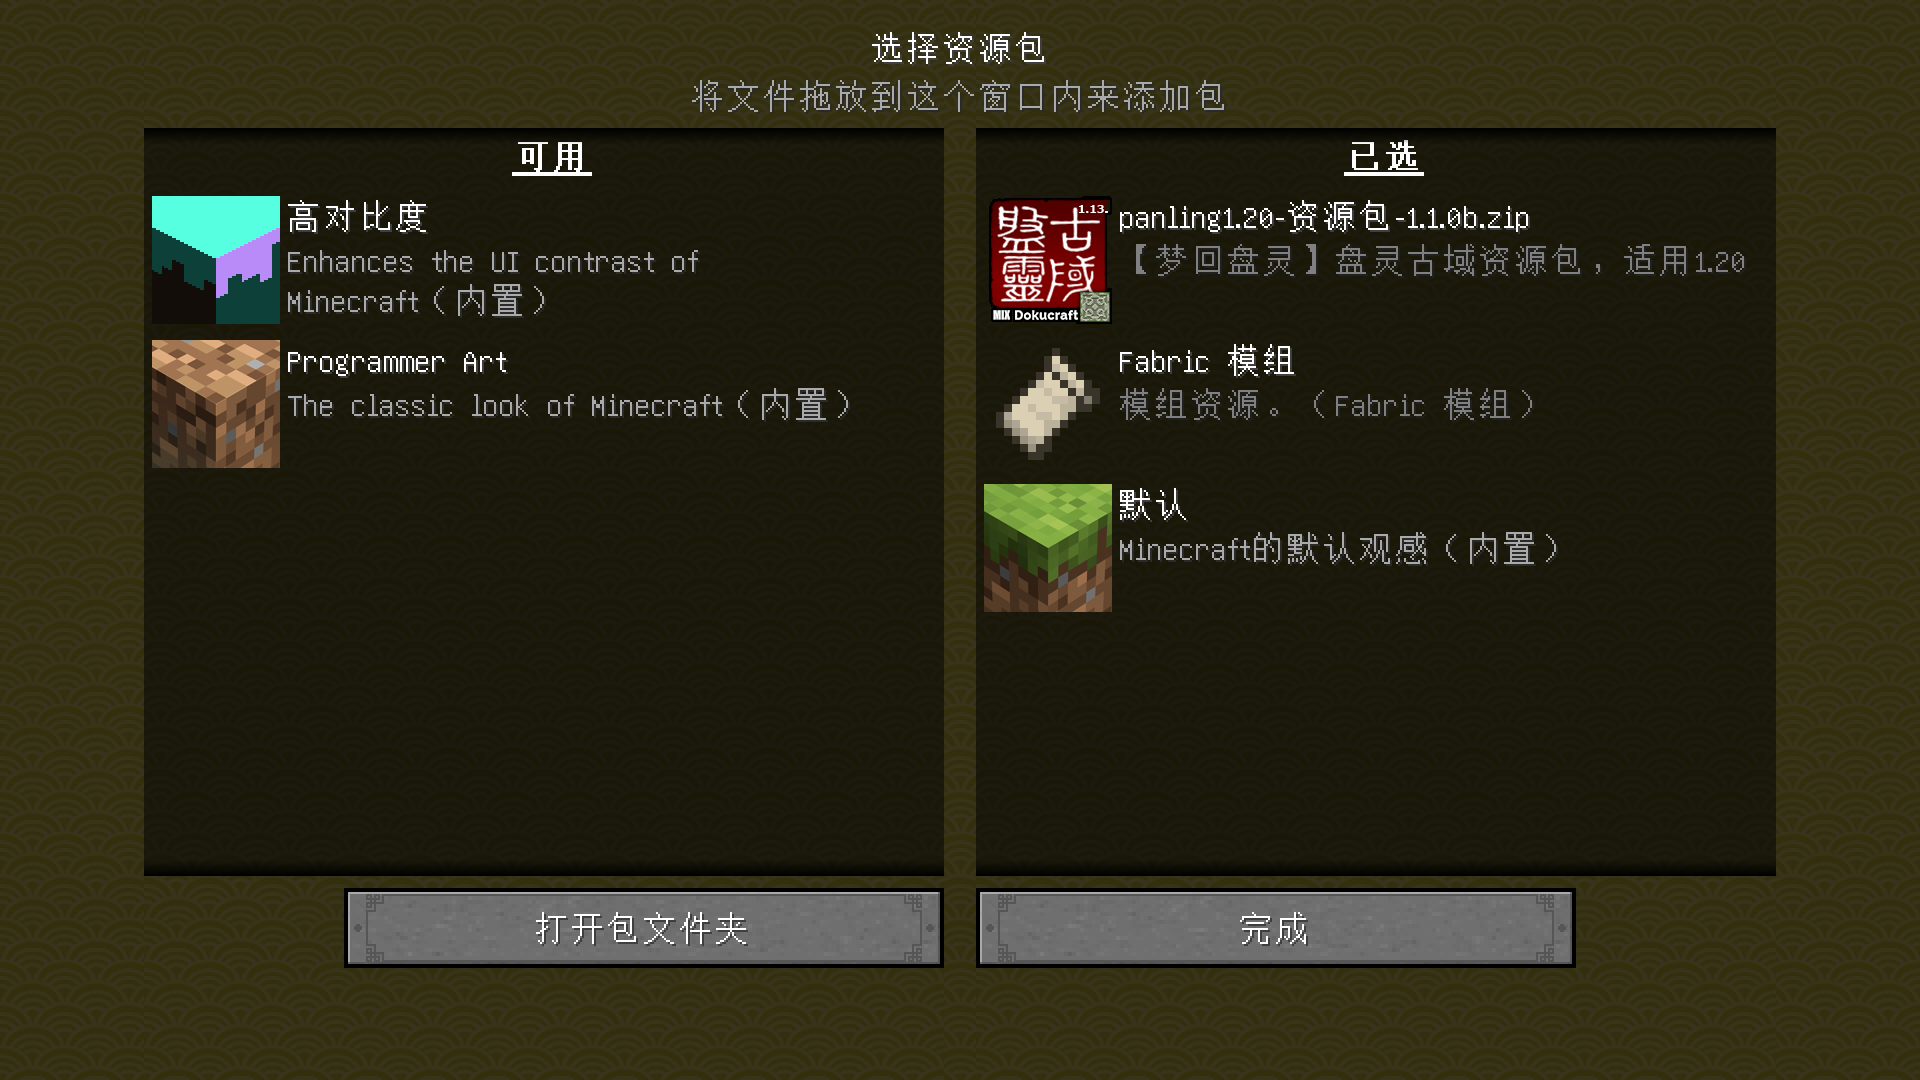 选择资源包
将文件拖放到这个窗口内来添加包
可用
高对比度
Enhances the UI contrast of
Minecraft（内置）
Programmer Art
The classic look of Minecraft（内置）
已选
1.13.
盤古
靈域
MIX Dokucraft
panling1.20-资源包-1.1.0b.zip
【梦回盘灵】盘灵古域资源包，适用1.20
Fabric 模组
模组资源。（Fabric 模组）
默认
Minecraft的默认观感（内置）
打开包文件夹
完成